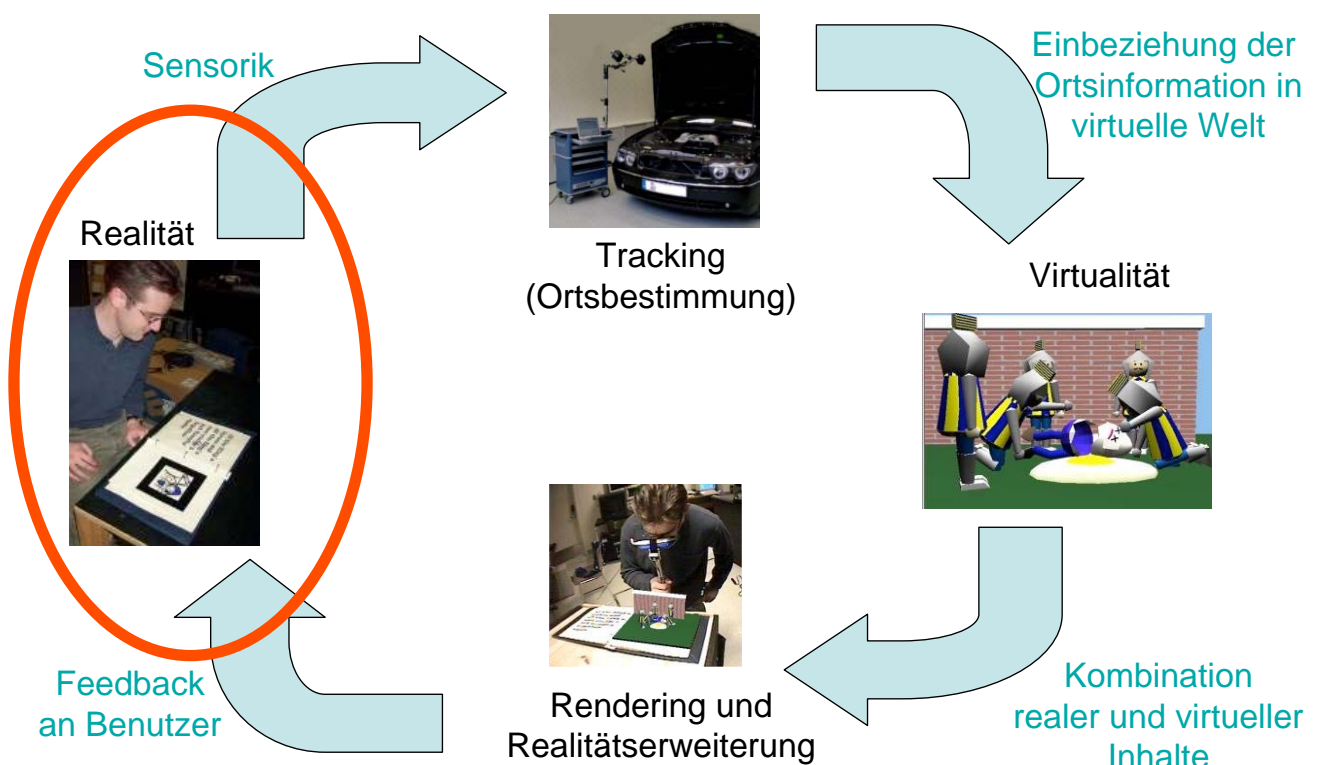 Sensorik
Einbeziehung der
Ortsinformation in
virtuelle Welt
Realität
Tracking
(Ortsbestimmung)
Virtualität
Feedback
an Benutzer
Rendering und
Realitätserweiterung
Kombination
realer und virtueller
Inhalte